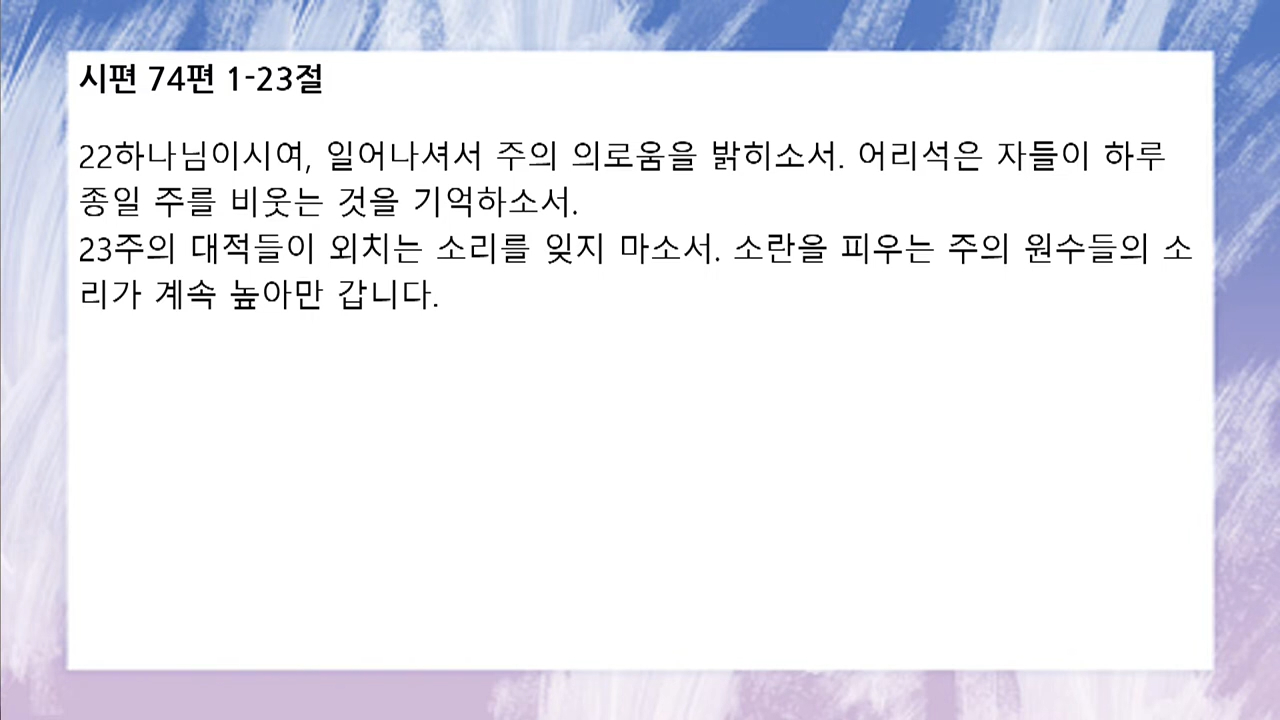 시편 74편 1-23절
22하나님이시여, 일어나셔서 주의 의로움을 밝히소서. 어리석은 자들이 하루
종일 주를 비웃는 것을 기억하소서.
23주의 대적들이 외치는 소리를 잊지 마소서. 소란을 피우는 주의 원수들의 소
리가 계속 높아만 갑니다.